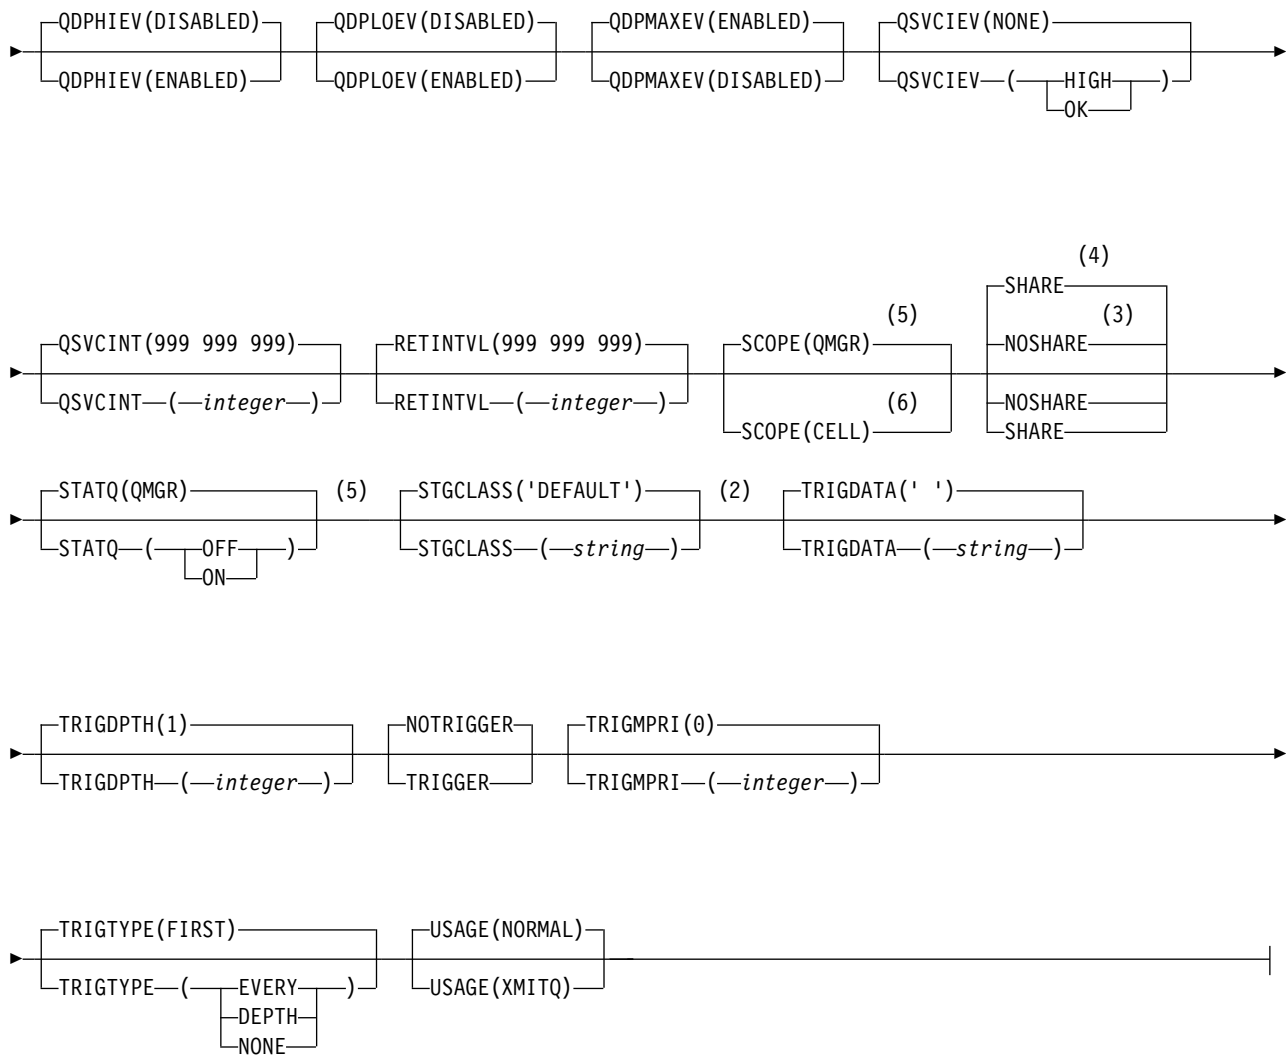 QDPHIEV(DISABLED) QDPLOEV(DISABLED) QDPMAXEV(ENABLED) QSVCIEV(NONE)
QDPHIEV(ENABLED) QDPLOEV(ENABLED) QDPMAXEV(DISABLED) QSVCIEV ( HIGH )
OK
(4)
SHARE
(5) (3)
QSVCINT(999 999 999) RETINTVL(999 999 999) SCOPE(QMGR) NOSHARE
QSVCINT ( integer ) RETINTVL ( integer ) (6) NOSHARE
SCOPE(CELL) SHARE
STATQ(QMGR) (5) STGCLASS('DEFAULT') (2) TRIGDATA(' ')
STATQ ( OFF ) STGCLASS ( string ) TRIGDATA ( string )
ON
TRIGDPTH(1) NOTRIGGER TRIGMPRI(0)
TRIGDPTH ( integer ) TRIGGER TRIGMPRI ( integer )
TRIGTYPE(FIRST) USAGE(NORMAL)
TRIGTYPE ( EVERY ) USAGE(XMITQ)
DEPTH
NONE